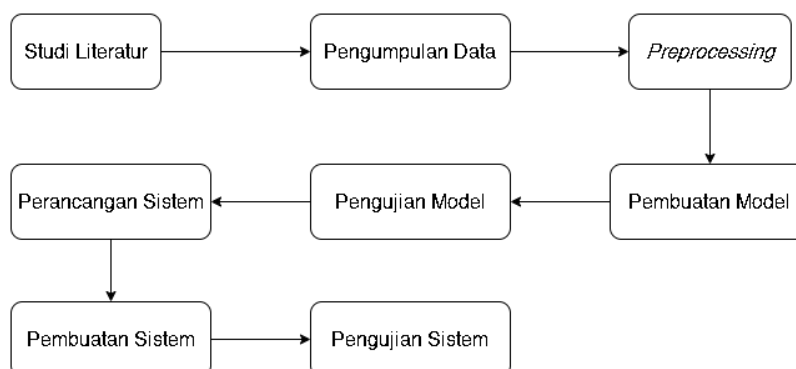 Studi Literatur
Pengumpulan Data
Preprocessing
Pembuatan Model
Pengujian Model
Perancangan Sistem
Pembuatan Sistem
Pengujian Sistem